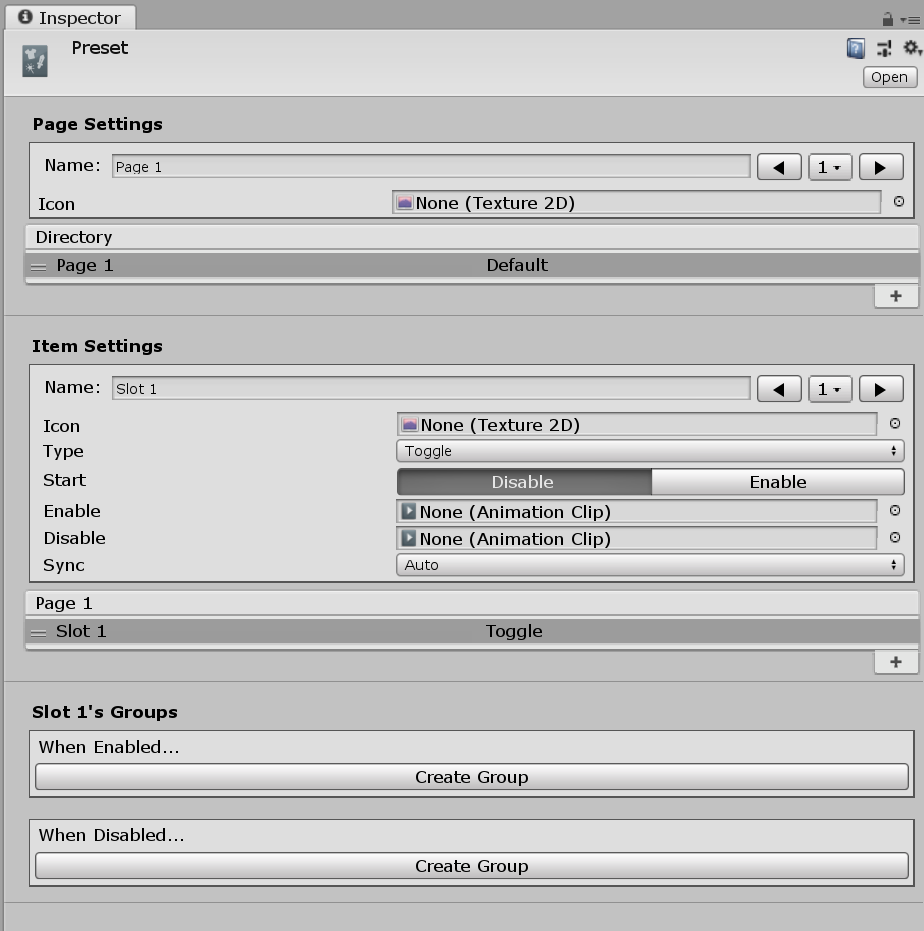 Inspector
Preset
Open
Page Settings
Name: Page 1 1
Icon None (Texture 2D)
Directory
Page 1 Default
+
Item Settings
Name: Slot 1 1
Icon None (Texture 2D)
Type Toggle
Start Disable Enable
Enable None (Animation Clip)
Disable None (Animation Clip)
Sync Auto
Page 1
Slot 1 Toggle
+
Slot 1's Groups
When Enabled...
Create Group
When Disabled...
Create Group